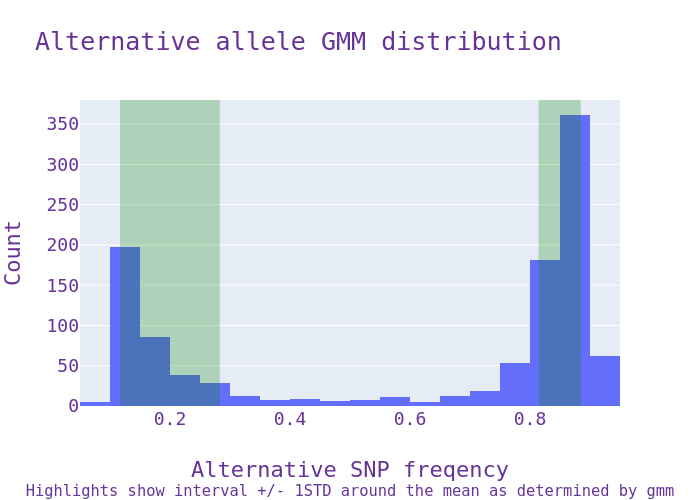 Alternative allele GMM distribution
350
300
250
200
150
100
50
0
Count
0.2 0.4 0.6 0.8
Alternative SNP freqency
Highlights show interval +/- 1STD around the mean as determined by gmm